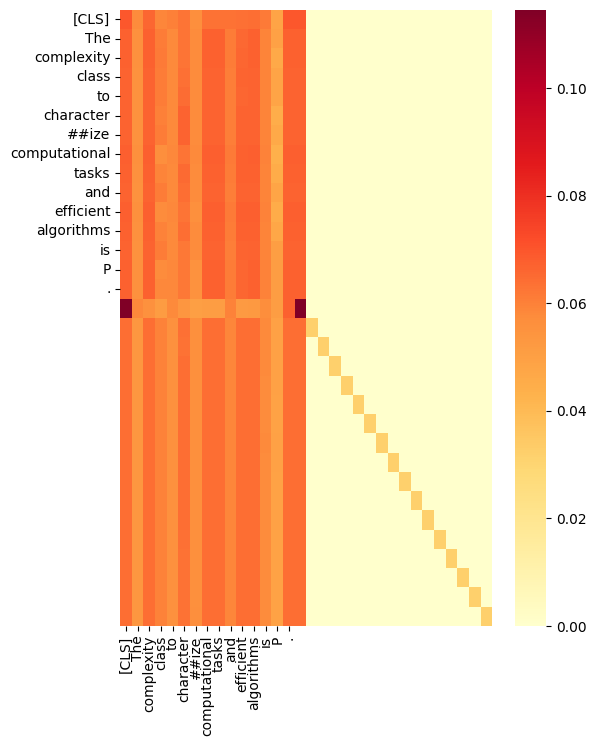 [CLS]
The
complexity
class
to
character
##ize
computational
tasks
and
efficient
algorithms
is
P
.
0.10
0.08
0.06
0.04
0.02
0.00
[CLS]
The
complexity
class
to
character
##ize
computational
tasks
and
efficient
algorithms
is
P
.